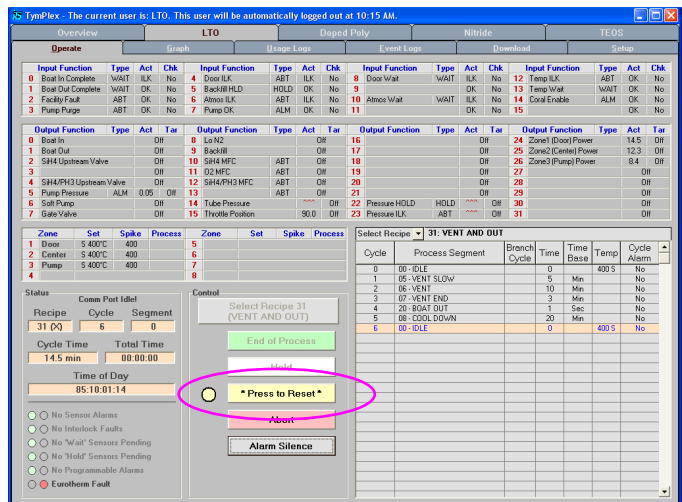 TymPlex - The current user is: LTO. This user will be automatically logged out at 10:15 AM.
Overview LTO Doped Poly Nitride TEOS
Operate Graph Usage Logs Event Logs Download Setup
Input Function Type Act Chk Input Function Type Act Chk Input Function Type Act Chk Input Function Type Act Chk
0 Boat In Complete WAIT ILK No 4 Door ILK ABT ILK No 8 Door Wait WAIT ILK No 12 Temp ILK ABT OK No
1 Boat Out Complete WAIT OK No 5 Backfill HLD HOLD OK No 9 OK No 13 Temp Wait WAIT OK No
2 Facility Fault ABT OK No 6 Atmos ILK ABT ILK No 10 Atmos Wait WAIT ILK No 14 Coral Enable ALM OK No
3 Pump Purge ABT OK No 7 Pump OK ALM OK No 11 OK No 15 OK No
Output Function Type Act Tar Output Function Type Act Tar Output Function Type Act Tar Output Function Type Act Tar
0 Boat In Off 8 Lo N2 Off 16 Off 24 Zone1 (Door) Power 14.5 Off
1 Boat Out Off 9 Backfill Off 17 Off 25 Zone2 (Center) Power 12.3 Off
2 SiH4 Upstream Valve Off 10 SiH4 MFC ABT Off 18 Off 26 Zone3 (Pump) Power 8.4 Off
3 Off 11 O2 MFC ABT Off 19 Off 27 Off
4 SiH4/PH3 Upstream Valve Off 12 SiH4/PH3 MFC ABT Off 20 Off 28 Off
5 Pump Pressure ALM 0.05 Off 13 ABT Off 21 Off 29 Off
6 Soft Pump Off 14 Tube Pressure ^^^ Off 22 Pressure HOLD HOLD ^^^ Off 30 Off
7 Gate Valve Off 15 Throttle Position 90.0 Off 23 Pressure ILK ABT ^^^ Off 31 Off
Zone Set Spike Process Zone Set Spike Process
1 Door S 400°C 400 5
2 Center S 400°C 400 6
3 Pump S 400°C 400 7
4 8
Select Recipe 31: VENT AND OUT
Cycle Process Segment Branch Cycle Time Time Base Temp Cycle Alarm
0 00 - IDLE 0 400 S No
1 05 - VENT SLOW 5 Min No
2 06 - VENT 10 Min No
3 07 - VENT END 3 Min No
4 20 - BOAT OUT 1 Sec No
5 08 - COOL DOWN 20 Min No
6 00 - IDLE 0 400 S No
Status
Comm Port Idle!
Recipe Cycle Segment
31 (X) 6 0
Cycle Time Total Time
14.5 min 00:00:00
Time of Day
85:10:01:14
No Sensor Alarms
No Interlock Faults
No 'Wait' Sensors Pending
No 'Hold' Sensors Pending
No Programmable Alarms
Eurotherm Fault
Control
Select Recipe 31
(VENT AND OUT)
End of Process
Hold
* Press to Reset *
Abort
Alarm Silence